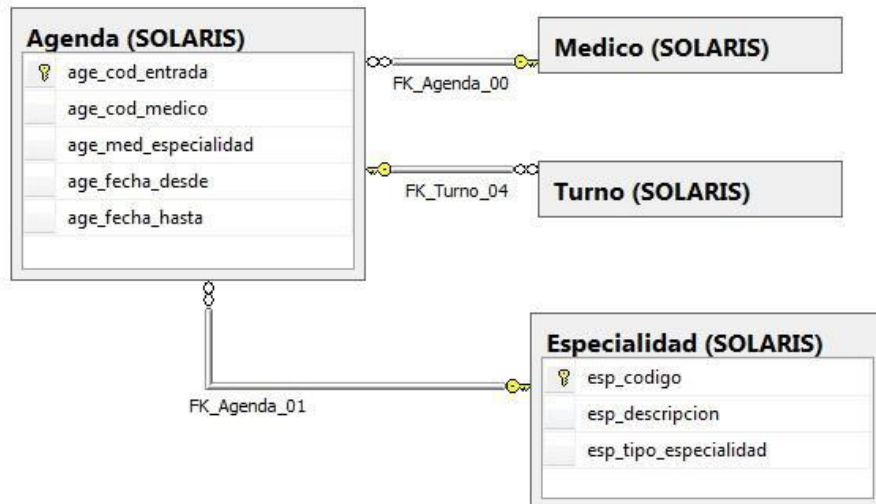 Agenda (SOLARIS)
age_cod_entrada
age_cod_medico
age_med_especialidad
age_fecha_desde
age_fecha_hasta
FK_Agenda_00
Medico (SOLARIS)
FK_Turno_04
Turno (SOLARIS)
FK_Agenda_01
Especialidad (SOLARIS)
esp_codigo
esp_descripcion
esp_tipo_especialidad